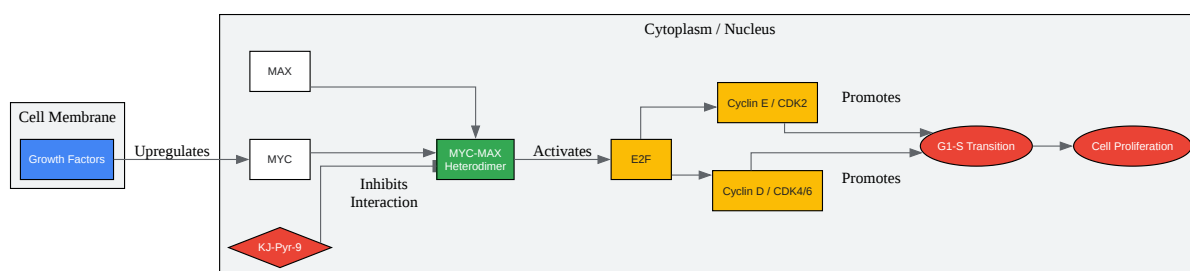 Cytoplasm / Nucleus
MAX
Cell Membrane
Growth Factors
Upregulates
MYC
MYC-MAX
Heterodimer
Inhibits
Interaction
KJ-Pyr-9
Activates
E2F
Cyclin E / CDK2
Promotes
Cyclin D / CDK4/6
Promotes
G1-S Transition
Cell Proliferation